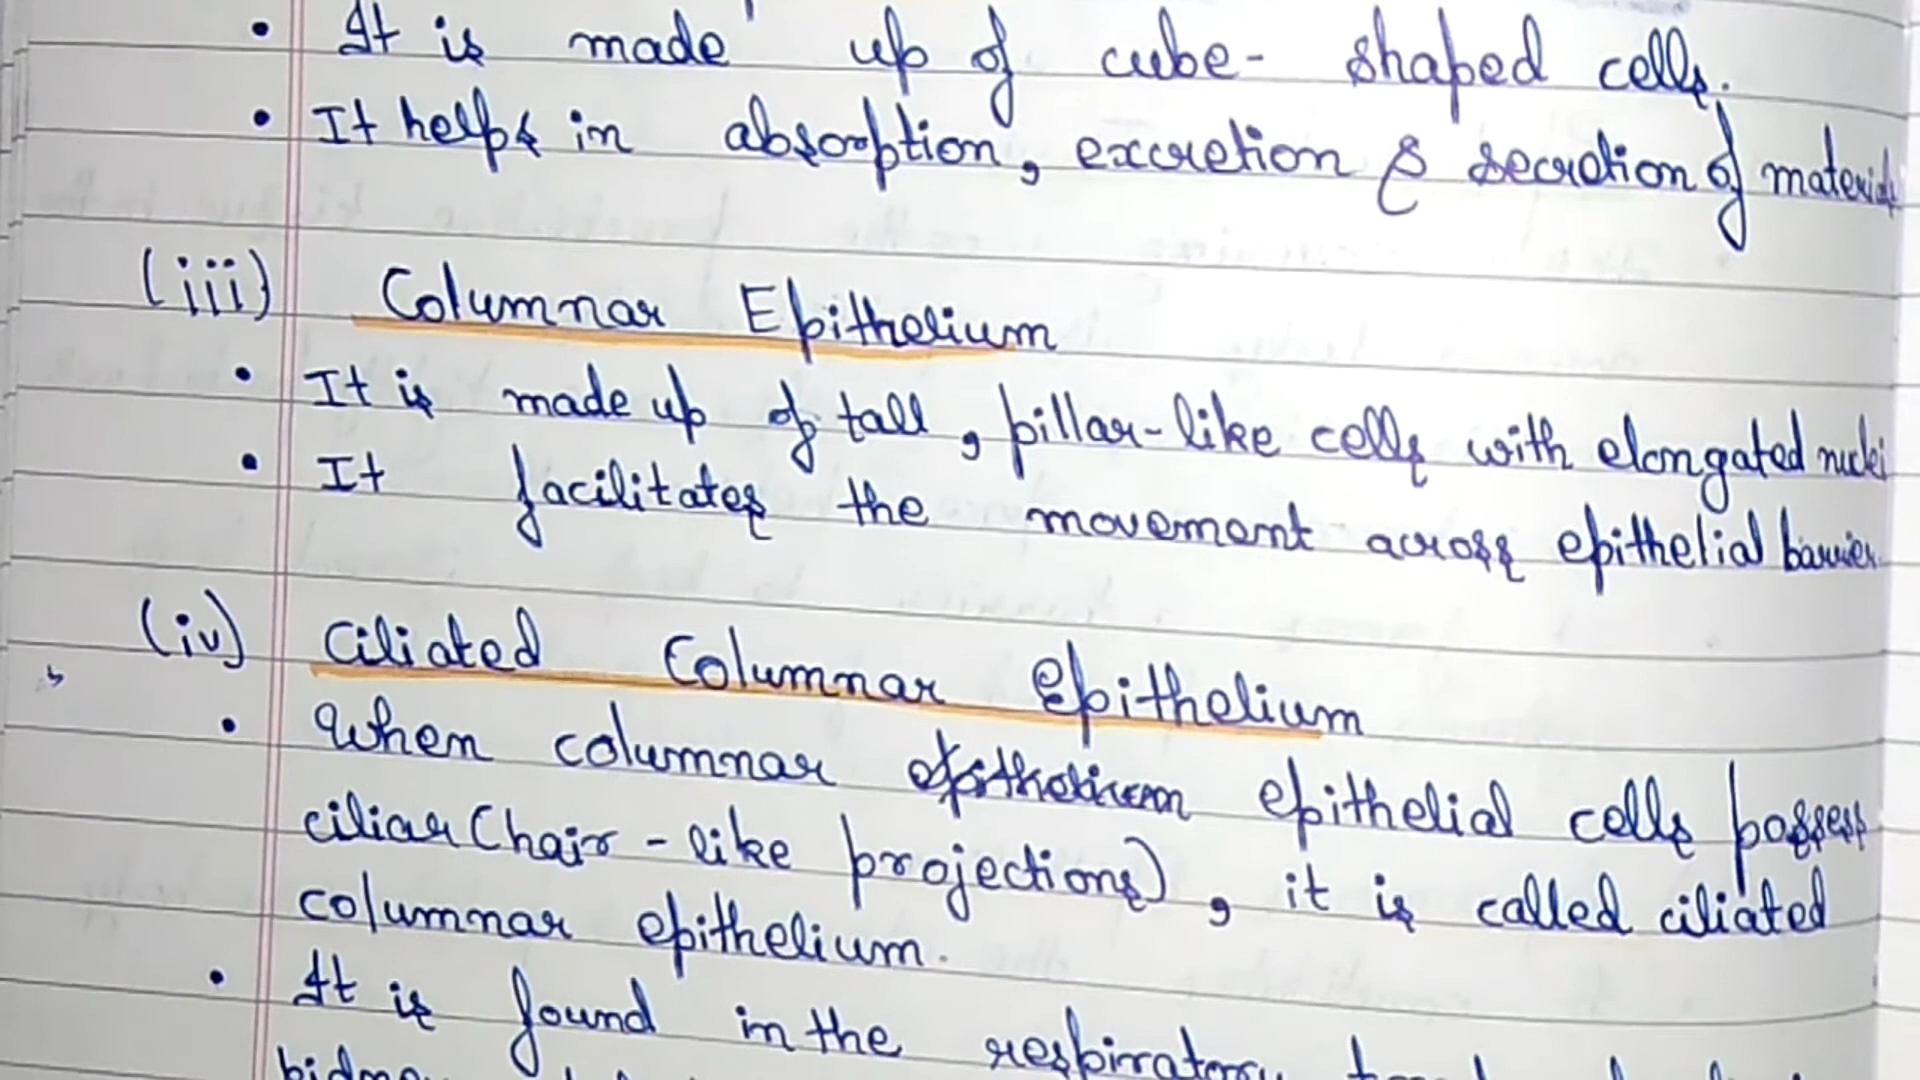 • It is made up of cube- shaped cells.
• It helps in absorption, excretion & secretion of materials
(iii) Columnar Epithelium
• It is made up of tall, pillar-like cells with elongated nuclei
• It facilitates the movement across epithelial barrier
(iv) Ciliated Columnar Epithelium
• When columnar epithelium epithelial cells possess
ciliar (hair-like projections), it is called ciliated
columnar epithelium.
• It is found in the respiratory